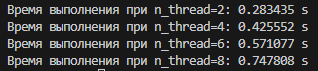 Время выполнения при n_thread=2: 0.283435 s
Время выполнения при n_thread=4: 0.425552 s
Время выполнения при n_thread=6: 0.571077 s
Время выполнения при n_thread=8: 0.747808 s